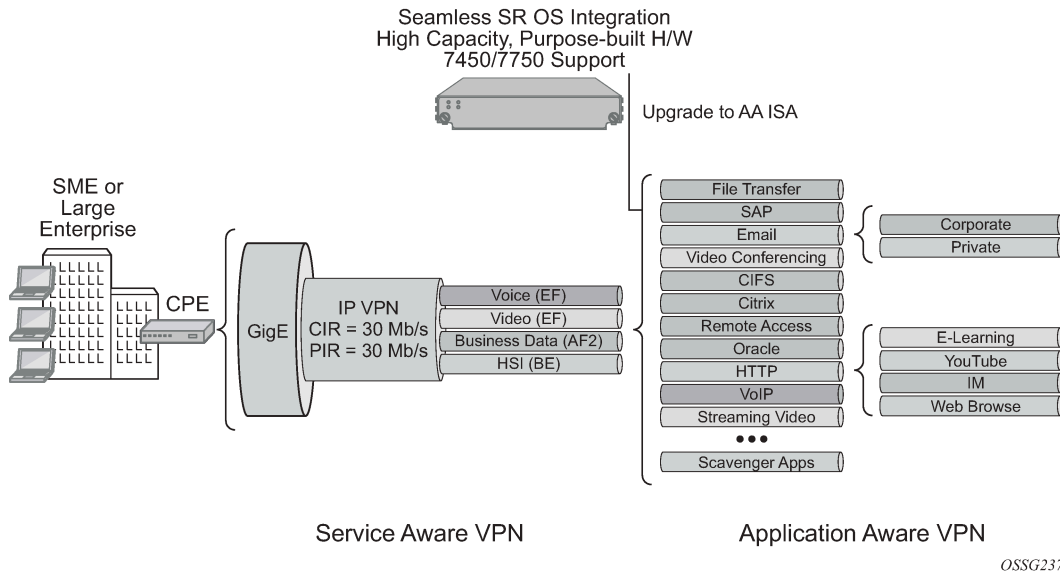 Seamless SR OS Integration
High Capacity, Purpose-built H/W
7450/7750 Support
Upgrade to AA ISA
SME or
Large
Enterprise
CPE
GigE
IP VPN
CIR = 30 Mb/s
PIR = 30 Mb/s
Voice (EF)
Video (EF)
Business Data (AF2)
HSI (BE)
File Transfer
SAP
Email
Video Conferencing
CIFS
Citrix
Remote Access
Oracle
HTTP
VoIP
Streaming Video
•••
Scavenger Apps
Corporate
Private
E-Learning
YouTube
IM
Web Browse
Service Aware VPN
Application Aware VPN
OSSG237